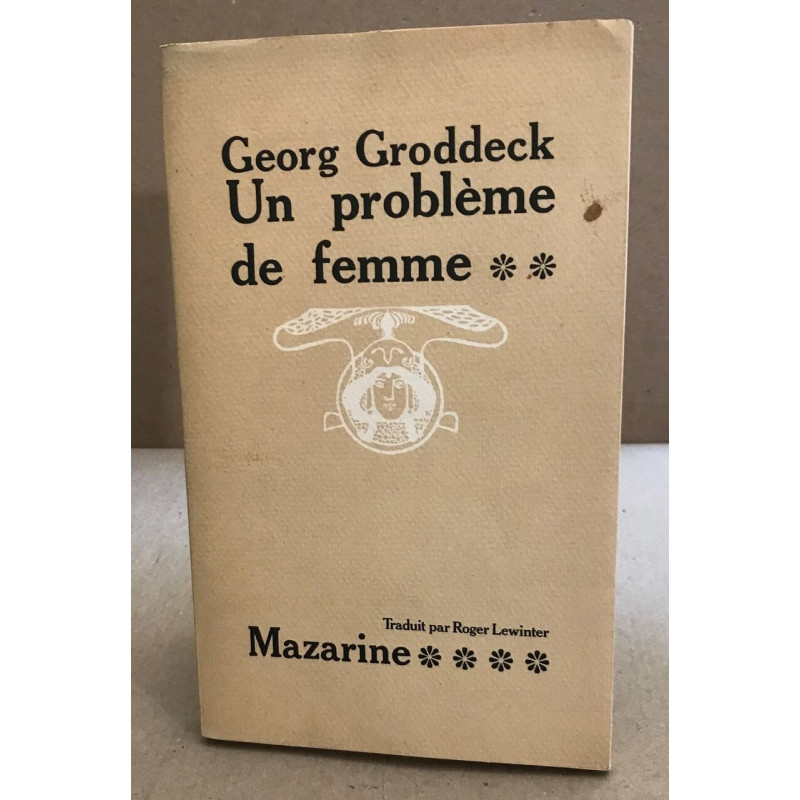 Georg Groddeck
Un problème
de femme **
Traduit par Roger Lewinter
Mazarine ****